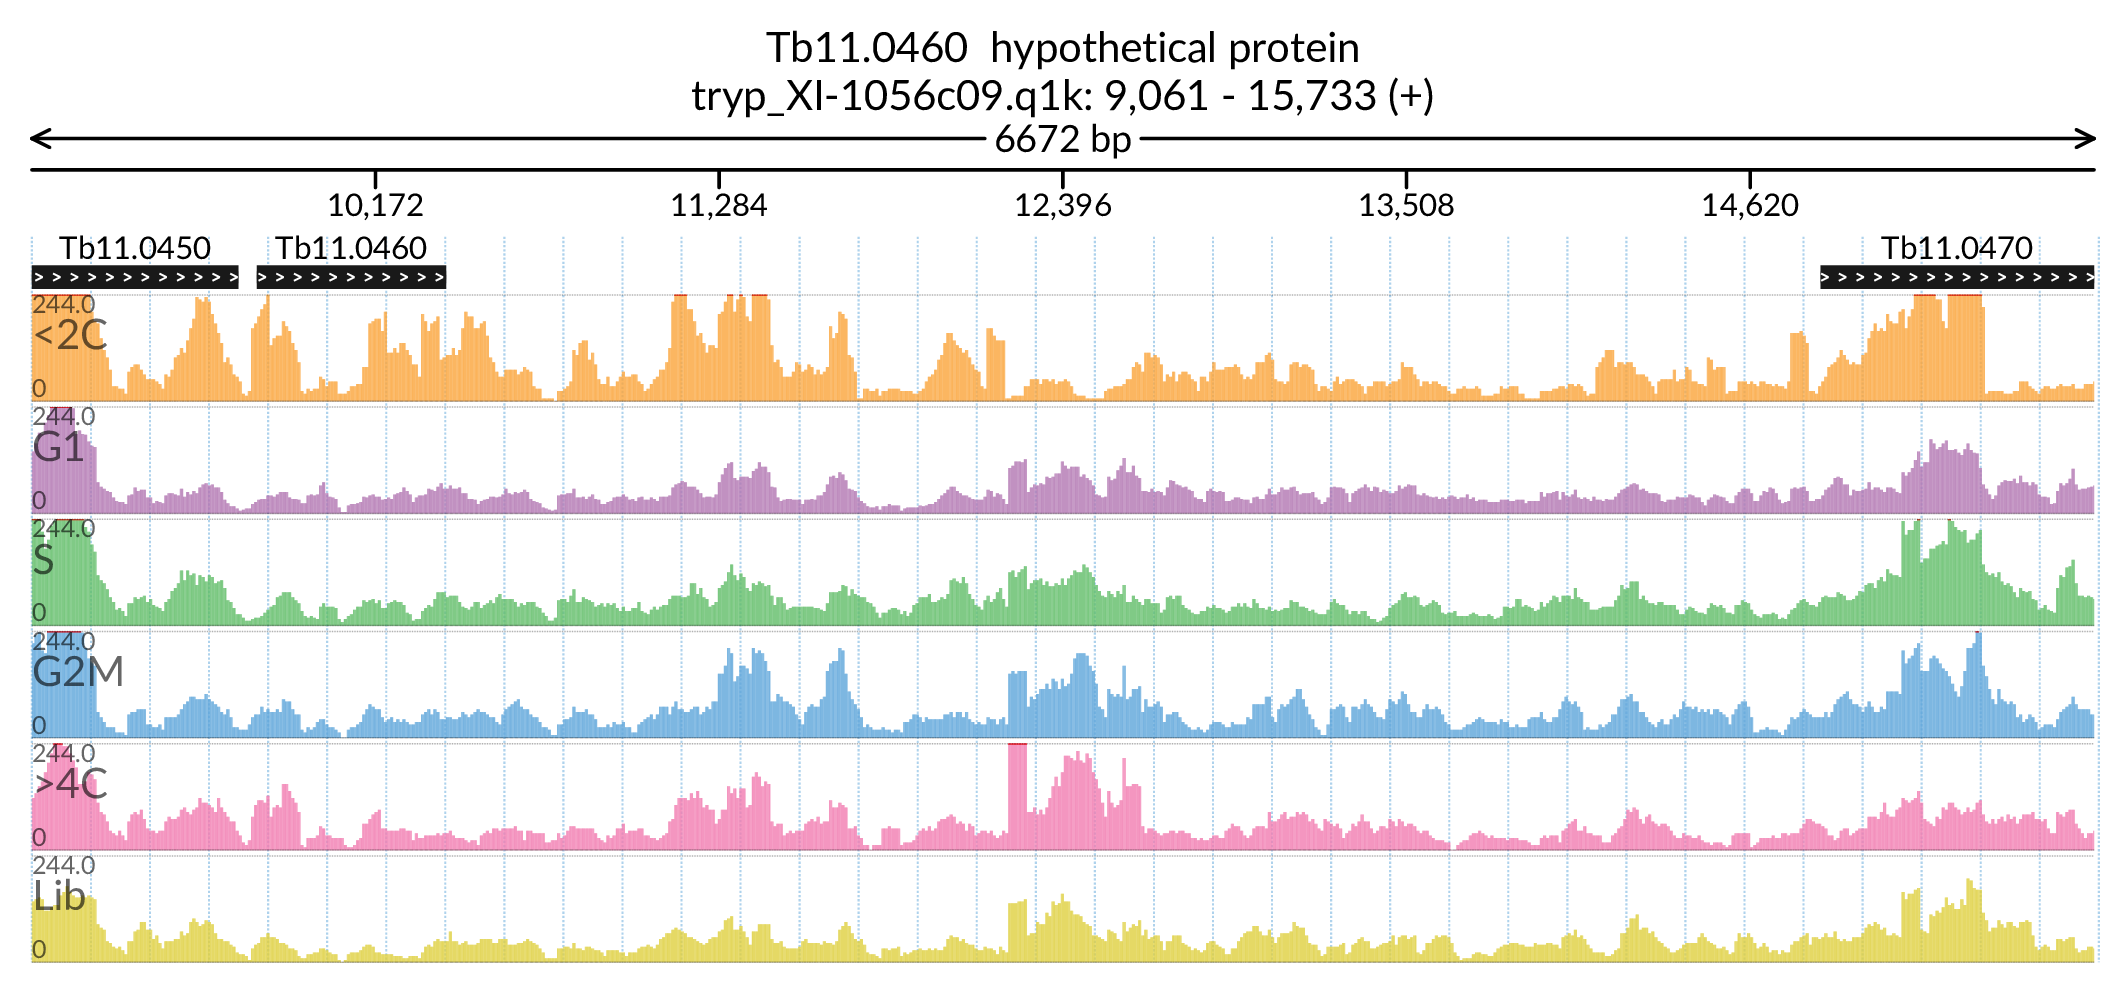 Tb11.0460  hypothetical protein
tryp_XI-1056c09.q1k: 9,061 - 15,733 (+)
6672 bp
10,172 11,284 12,396 13,508 14,620
Tb11.0450 Tb11.0460 Tb11.0470
244.0
<2C
0
244.0
G1
0
244.0
S
0
244.0
G2M
0
244.0
>4C
0
244.0
Lib
0